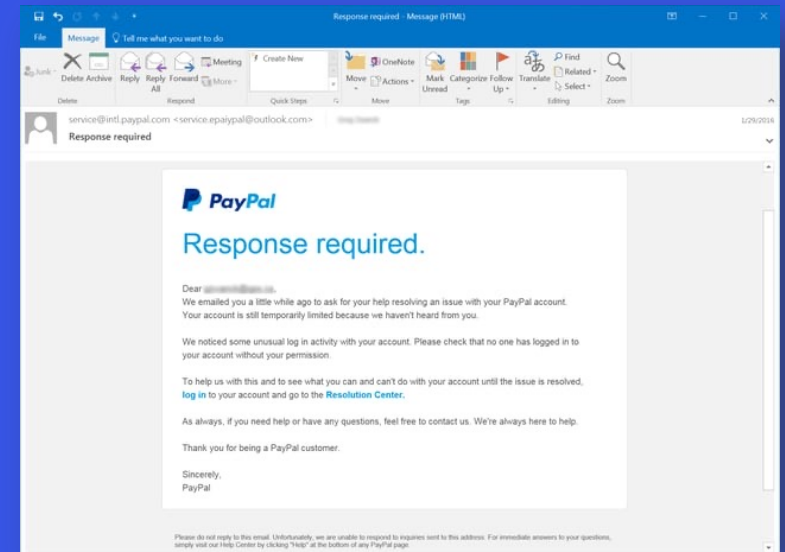 Response required - Message (HTML)
File Message Tell me what you want to do
Junk Delete Archive Reply Reply All Forward Meeting More Create New Move OneNote Actions Mark Unread Categorize Follow Up Translate Find Related Select Zoom
Delete Respond Quick Steps Move Tags Editing Zoom
service@intl.paypal.com <service.epaiypal@outlook.com> 1/29/2016
Response required
PayPal
Response required.
Dear
We emailed you a little while ago to ask for your help resolving an issue with your PayPal account.
Your account is still temporarily limited because we haven't heard from you.
We noticed some unusual log in activity with your account. Please check that no one has logged in to
your account without your permission.
To help us with this and to see what you can and can't do with your account until the issue is resolved,
log in to your account and go to the Resolution Center.
As always, if you need help or have any questions, feel free to contact us. We're always here to help.
Thank you for being a PayPal customer.
Sincerely,
PayPal
Please do not reply to this email. Unfortunately, we are unable to respond to inquiries sent to this address. For immediate answers to your questions,
simply visit our Help Center by clicking "Help" at the bottom of any PayPal page.